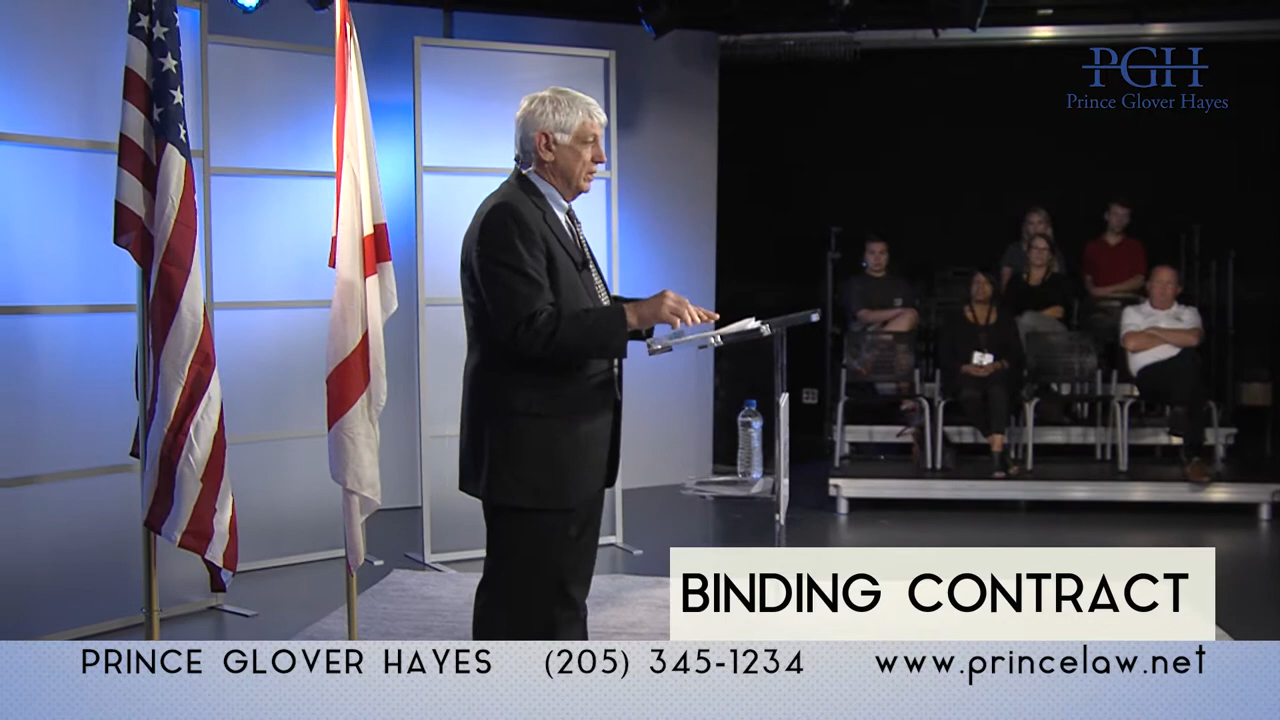 PGH
Prince Glover Hayes
BINDING CONTRACT
PRINCE GLOVER HAYES (205) 345-1234 www.princelaw.net